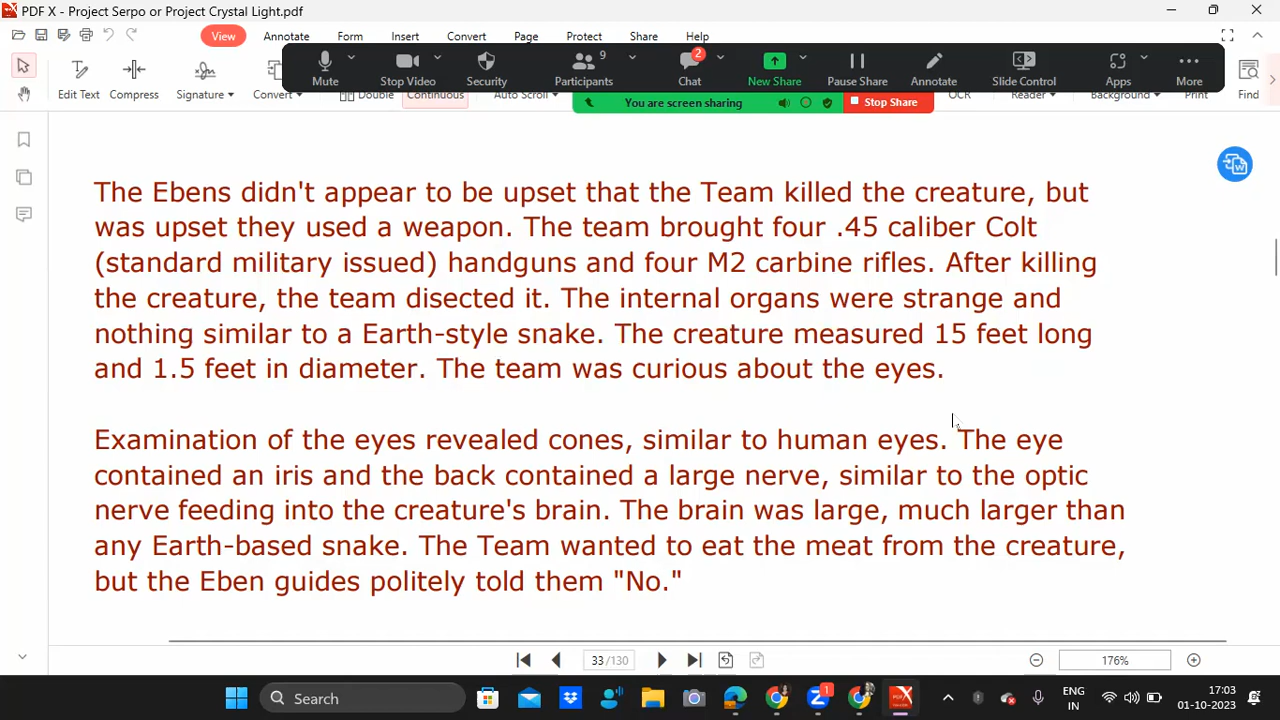 PDF X - Project Serpo or Project Crystal Light.pdf
View Annotate Form Insert Convert Page Protect Share Help
Mute Stop Video Security Participants 9 Chat 2 New Share Pause Share Annotate Slide Control Apps More
Edit Text Compress Signature Convert Double Continuous Auto Scroll OCR Reader Background Print Find
You are screen sharing Stop Share
The Ebens didn't appear to be upset that the Team killed the creature, but
was upset they used a weapon. The team brought four .45 caliber Colt
(standard military issued) handguns and four M2 carbine rifles. After killing
the creature, the team disected it. The internal organs were strange and
nothing similar to a Earth-style snake. The creature measured 15 feet long
and 1.5 feet in diameter. The team was curious about the eyes.
Examination of the eyes revealed cones, similar to human eyes. The eye
contained an iris and the back contained a large nerve, similar to the optic
nerve feeding into the creature's brain. The brain was large, much larger than
any Earth-based snake. The Team wanted to eat the meat from the creature,
but the Eben guides politely told them "No."
33/130 176%
Search ENG 17:03
IN 01-10-2023